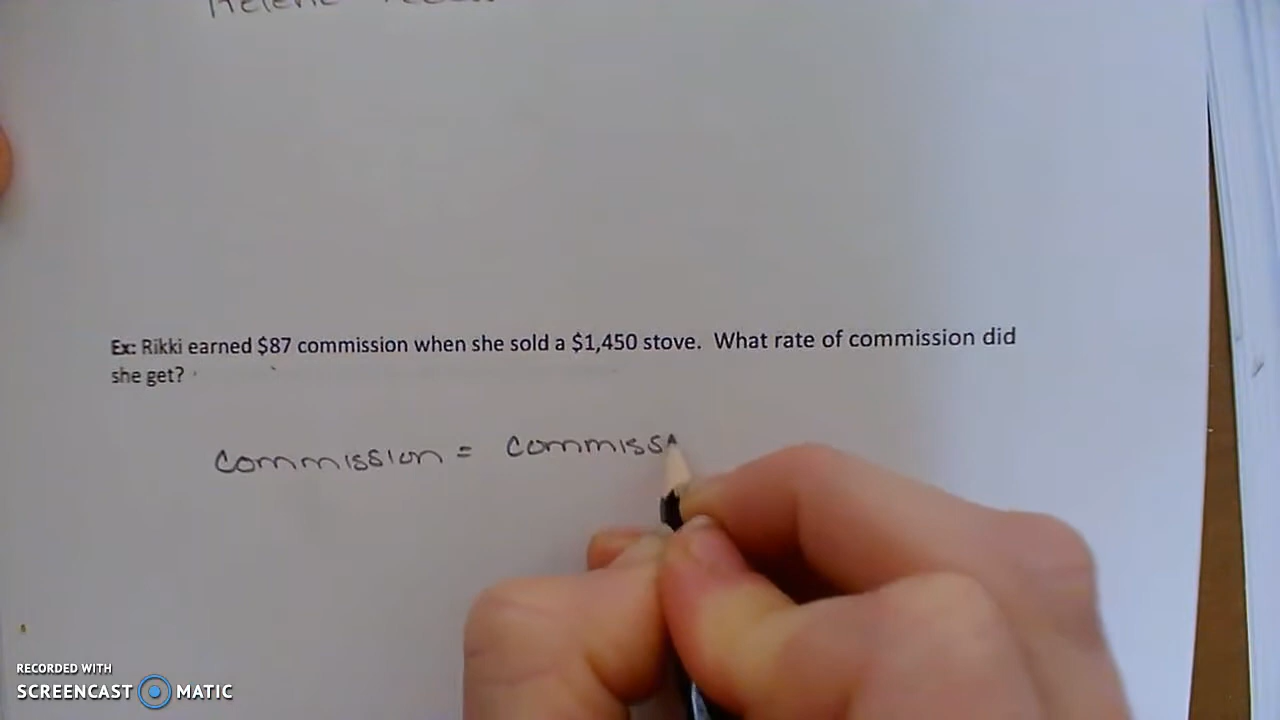 Ex: Rikki earned $87 commission when she sold a $1,450 stove. What rate of commission did
she get?
commission = commiss
RECORDED WITH
SCREENCAST MATIC